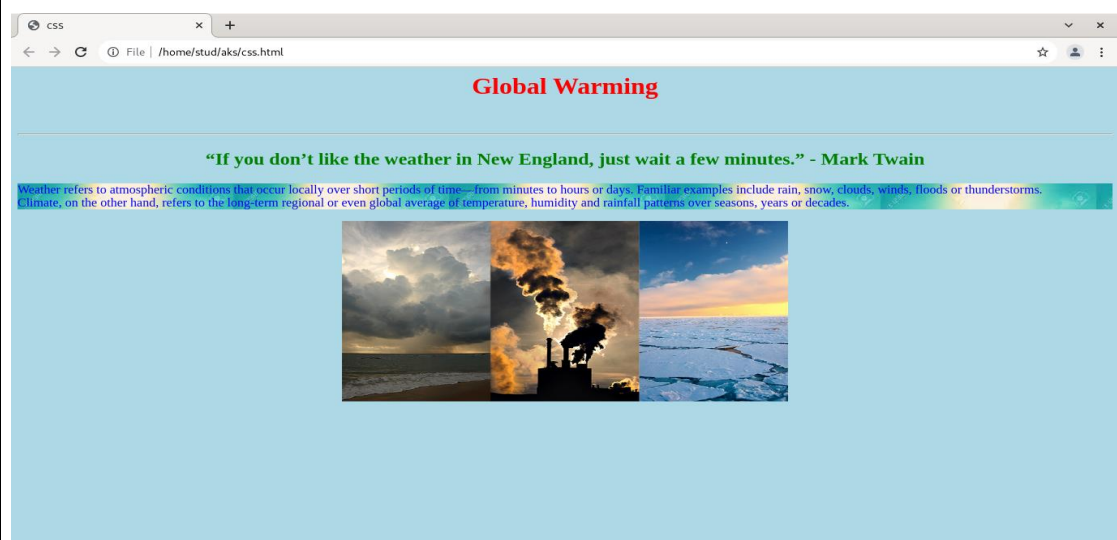 css
File | /home/stud/aks/css.html
Global Warming
“If you don’t like the weather in New England, just wait a few minutes.” - Mark Twain
Weather refers to atmospheric conditions that occur locally over short periods of time—from minutes to hours or days. Familiar examples include rain, snow, clouds, winds, floods or thunderstorms.
Climate, on the other hand, refers to the long-term regional or even global average of temperature, humidity and rainfall patterns over seasons, years or decades.